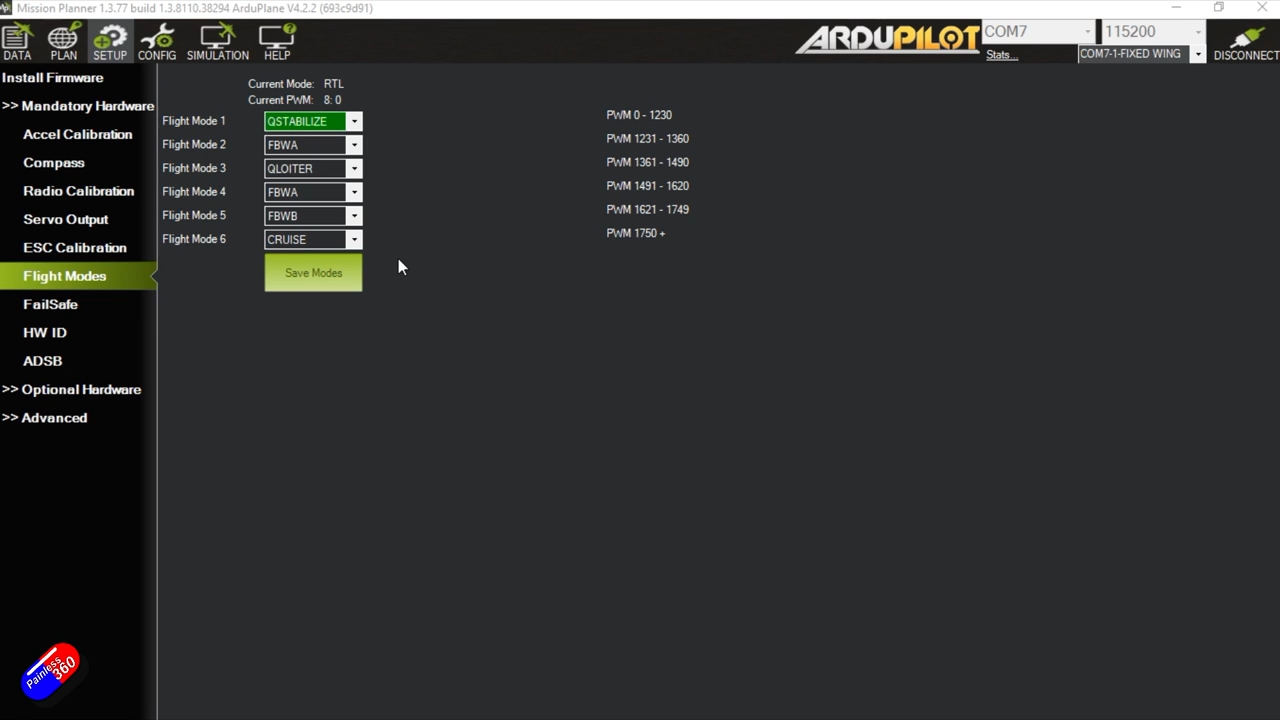 Mission Planner 1.3.77 build 1.3.8110.38294 ArduPlane V4.2.2 (693c9d91)
DATA PLAN SETUP CONFIG SIMULATION HELP
ARDUPILOT
COM7 115200
Stats... COM7-1-FIXED WING DISCONNECT
Install Firmware
>> Mandatory Hardware
Accel Calibration
Compass
Radio Calibration
Servo Output
ESC Calibration
Flight Modes
FailSafe
HW ID
ADSB
>> Optional Hardware
>> Advanced
Current Mode: RTL
Current PWM: 8: 0
Flight Mode 1 QSTABILIZE PWM 0 - 1230
Flight Mode 2 FBWA PWM 1231 - 1360
Flight Mode 3 QLOITER PWM 1361 - 1490
Flight Mode 4 FBWA PWM 1491 - 1620
Flight Mode 5 FBWB PWM 1621 - 1749
Flight Mode 6 CRUISE PWM 1750 +
Save Modes
Painless 360